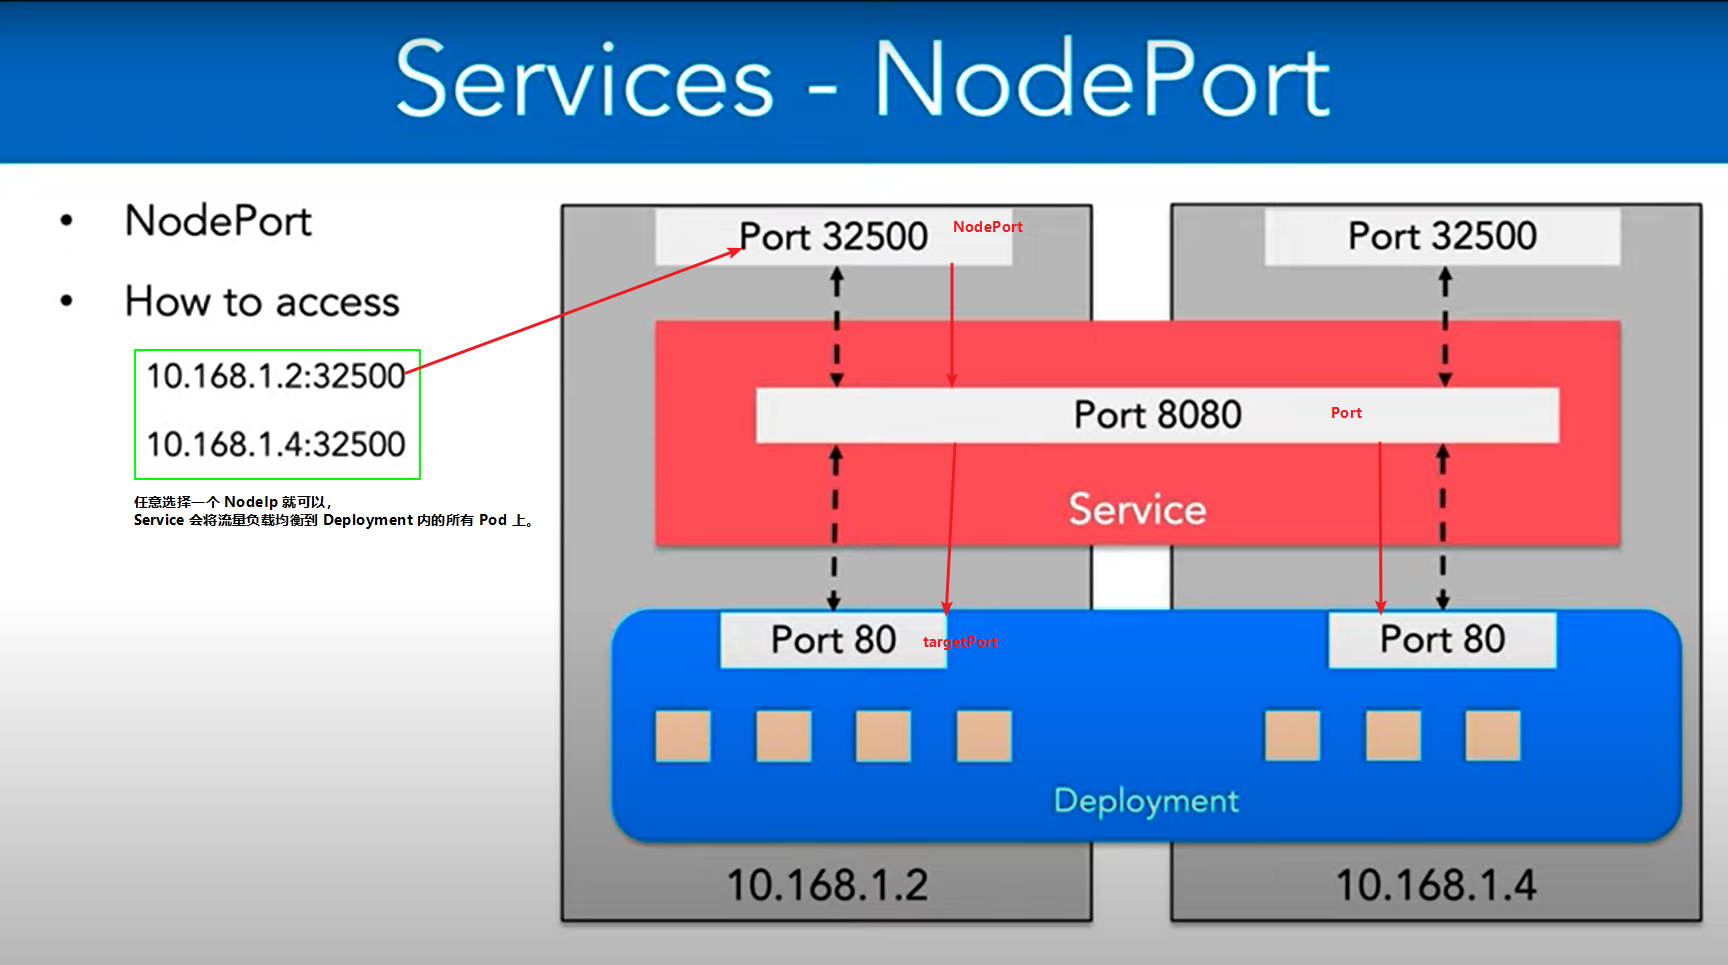 Services - NodePort
• NodePort
• How to access
10.168.1.2:32500
10.168.1.4:32500
任意选择一个 NodeIp 就可以，
Service 会将流量负载均衡到 Deployment 内的所有 Pod 上。
Port 32500
NodePort
Port 32500
Port 8080
Port
Service
Port 80
targetPort
Port 80
Deployment
10.168.1.2
10.168.1.4